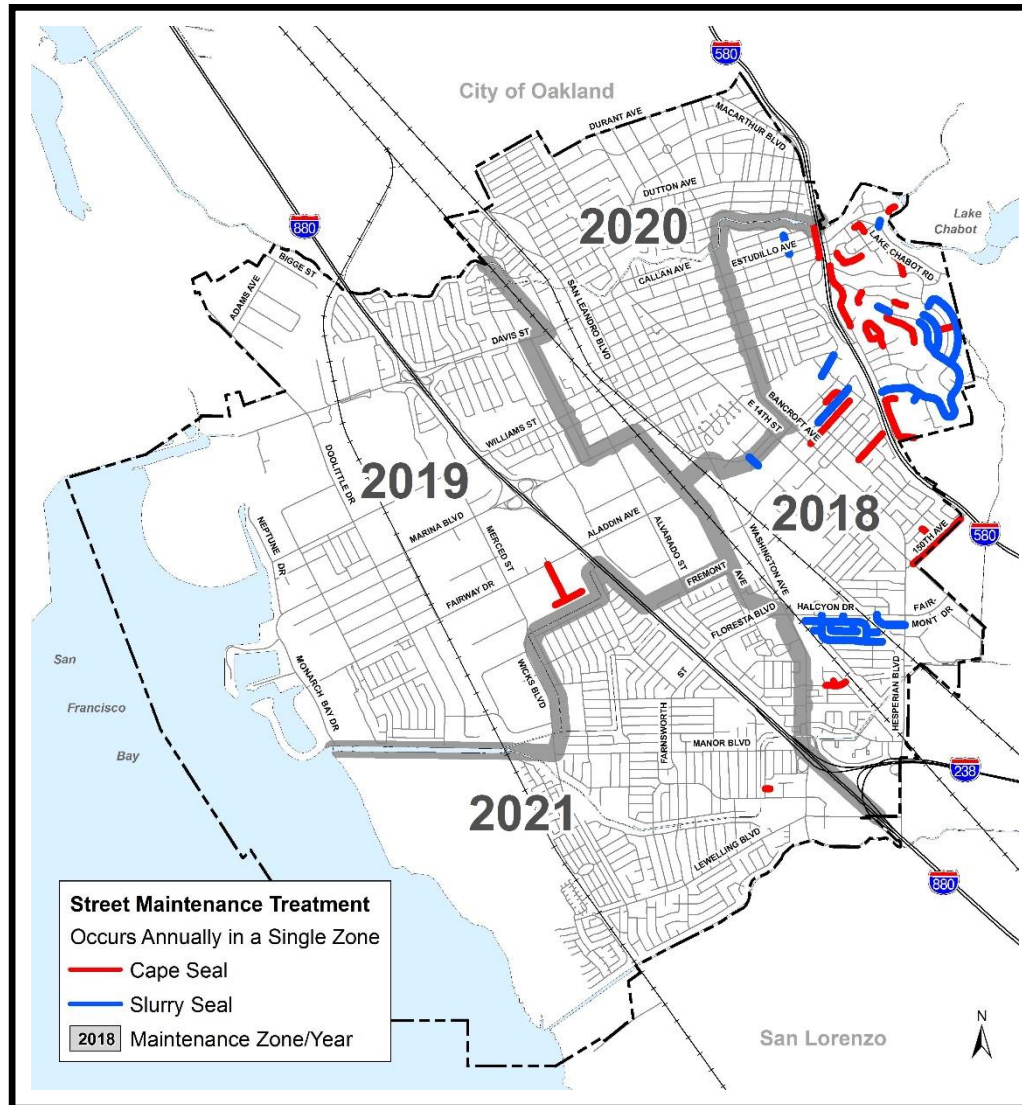 580
City of Oakland
DURANT AVE
MACARTHUR BLVD
DUTTON AVE
2020
880
Lake
Chabot
LAKE CHABOT RD
BIGGE ST
ADAMS AVE
ESTUDILLO AVE
CALLAN AVE
SAN LEANDRO BLVD
DAVIS ST
BANCROFT AVE
E 14TH ST
WILLIAMS ST
DOOLITTLE DR
2019
2018
580
150TH AVE
NEPTUNE DR
MARINA BLVD
MERCED ST
ALADDIN AVE
ALVARADO ST
WASHINGTON AVE
FREMONT
AVE
FAIRWAY DR
FLORESTA BLVD
HALCYON DR
FAIR-
MONT DR
San
Francisco
Bay
MONARCH BAY DR
WICKS BLVD
FARNSWORTH
ST
HESPERIAN BLVD
MANOR BLVD
238
2021
LEWELLING BLVD
880
Street Maintenance Treatment
Occurs Annually in a Single Zone
Cape Seal
Slurry Seal
2018 Maintenance Zone/Year
San Lorenzo
N